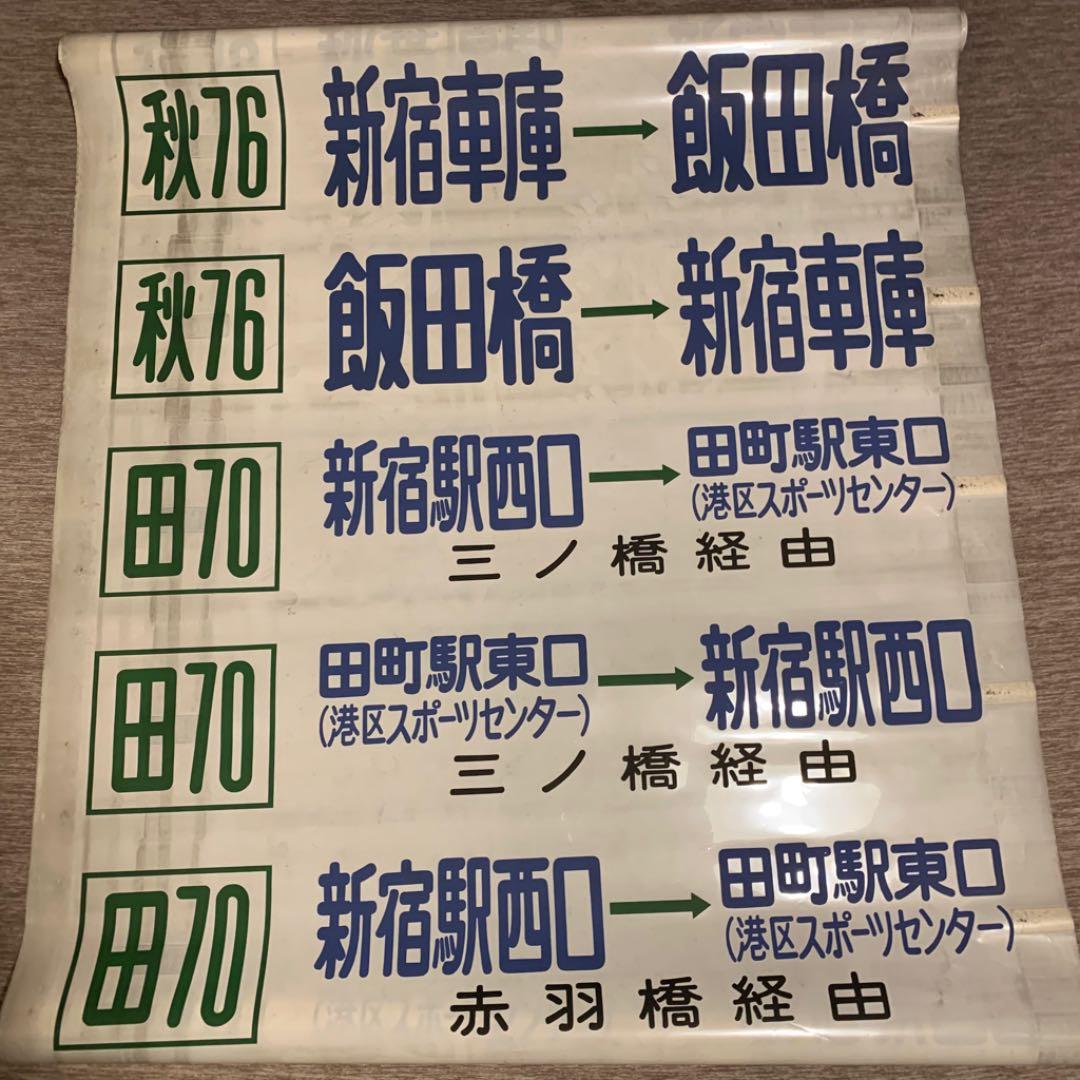 秋76 新宿車庫→飯田橋
秋76 飯田橋→新宿車庫
田70 新宿駅西口→田町駅東口
(港区スポーツセンター)
三ノ橋経由
田70 田町駅東口→新宿駅西口
(港区スポーツセンター)
三ノ橋経由
田70 新宿駅西口→田町駅東口
(港区スポーツセンター)
赤羽橋経由